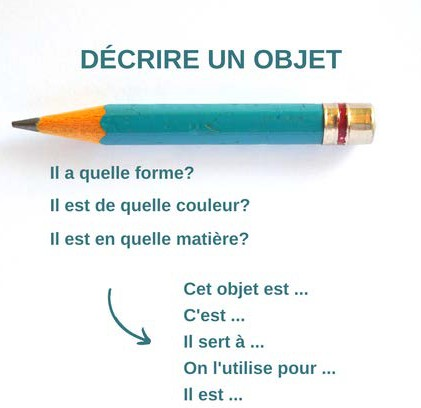 DÉCRIRE UN OBJET
Il a quelle forme?
Il est de quelle couleur?
Il est en quelle matière?
Cet objet est ...
C'est ...
Il sert à ...
On l'utilise pour ...
Il est ...